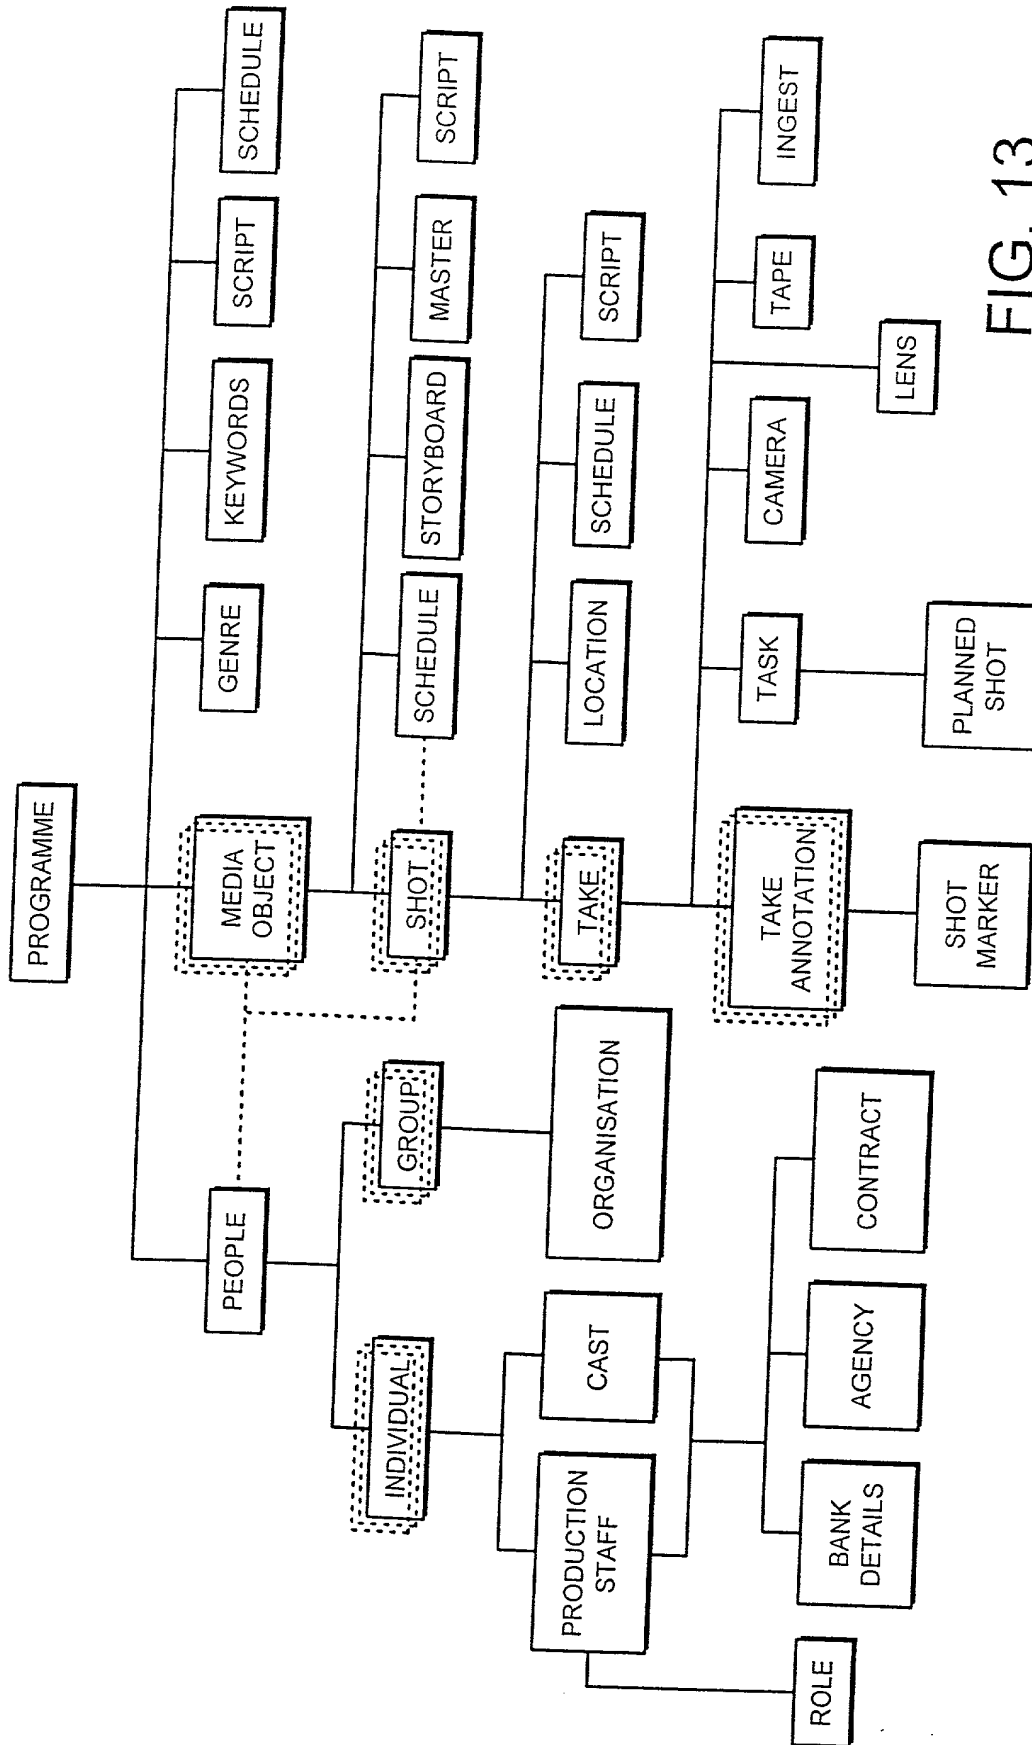 PROGRAMME
PEOPLE
MEDIA
OBJECT
GENRE
KEYWORDS
SCRIPT
SCHEDULE
INDIVIDUAL
GROUP
SHOT
SCHEDULE
STORYBOARD
MASTER
SCRIPT
PRODUCTION
STAFF
CAST
ORGANISATION
TAKE
LOCATION
SCHEDULE
SCRIPT
ROLE
BANK
DETAILS
AGENCY
CONTRACT
TAKE
ANNOTATION
TASK
CAMERA
LENS
TAPE
INGEST
SHOT
MARKER
PLANNED
SHOT
FIG. 13